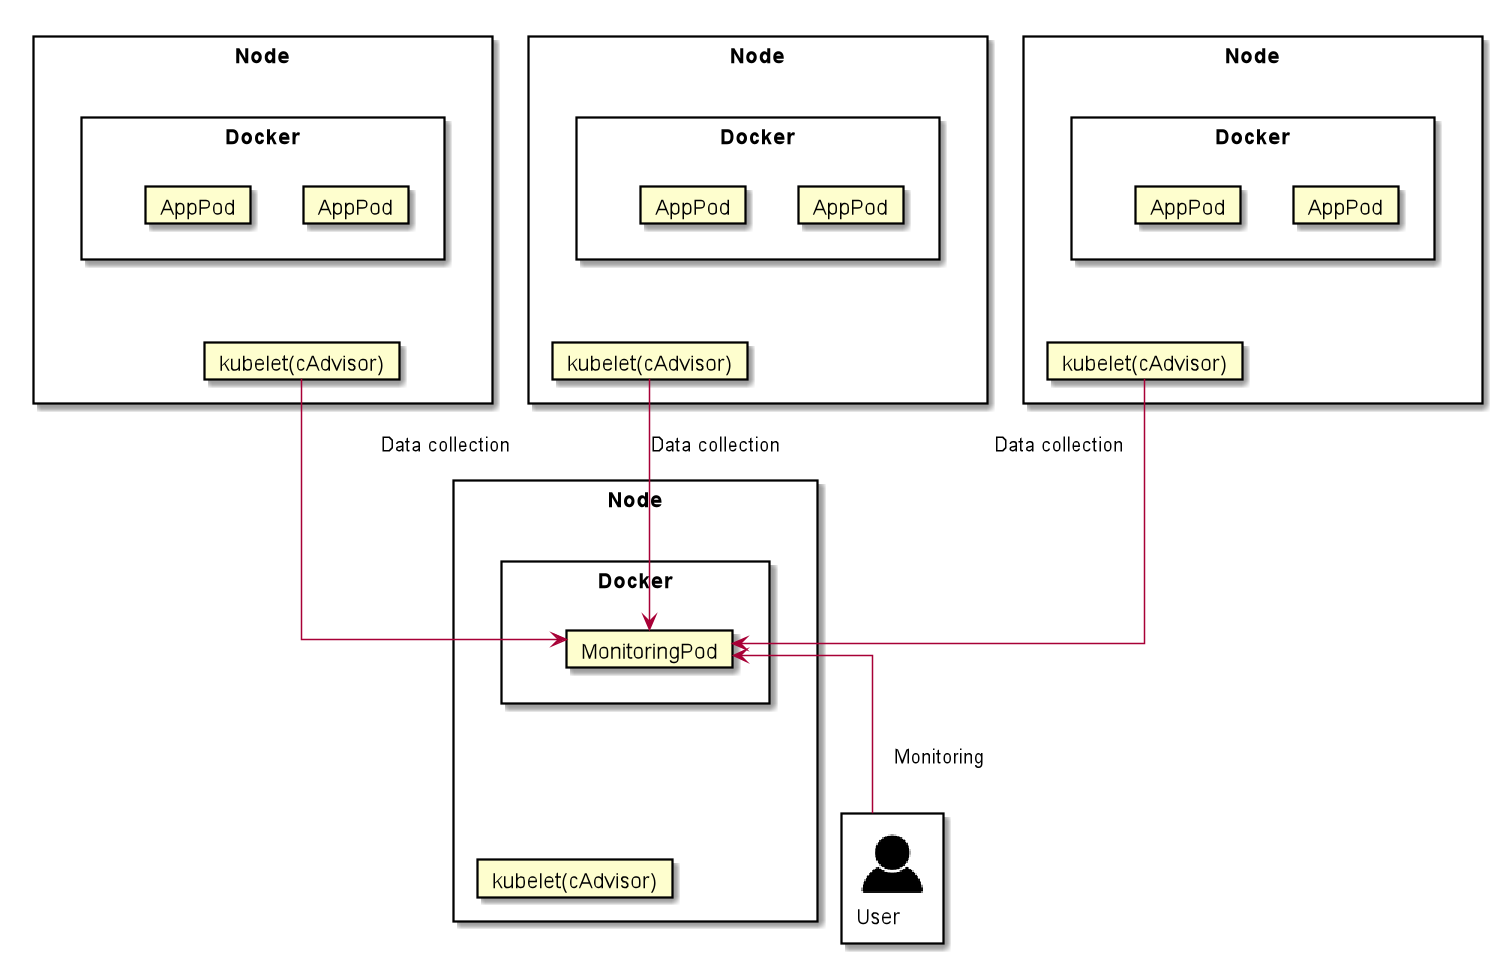 Node
Node
Node
Docker
Docker
Docker
AppPod
AppPod
AppPod
AppPod
AppPod
AppPod
kubelet(cAdvisor)
kubelet(cAdvisor)
kubelet(cAdvisor)
Data collection
Data collection
Data collection
Node
Docker
MonitoringPod
Monitoring
kubelet(cAdvisor)
User